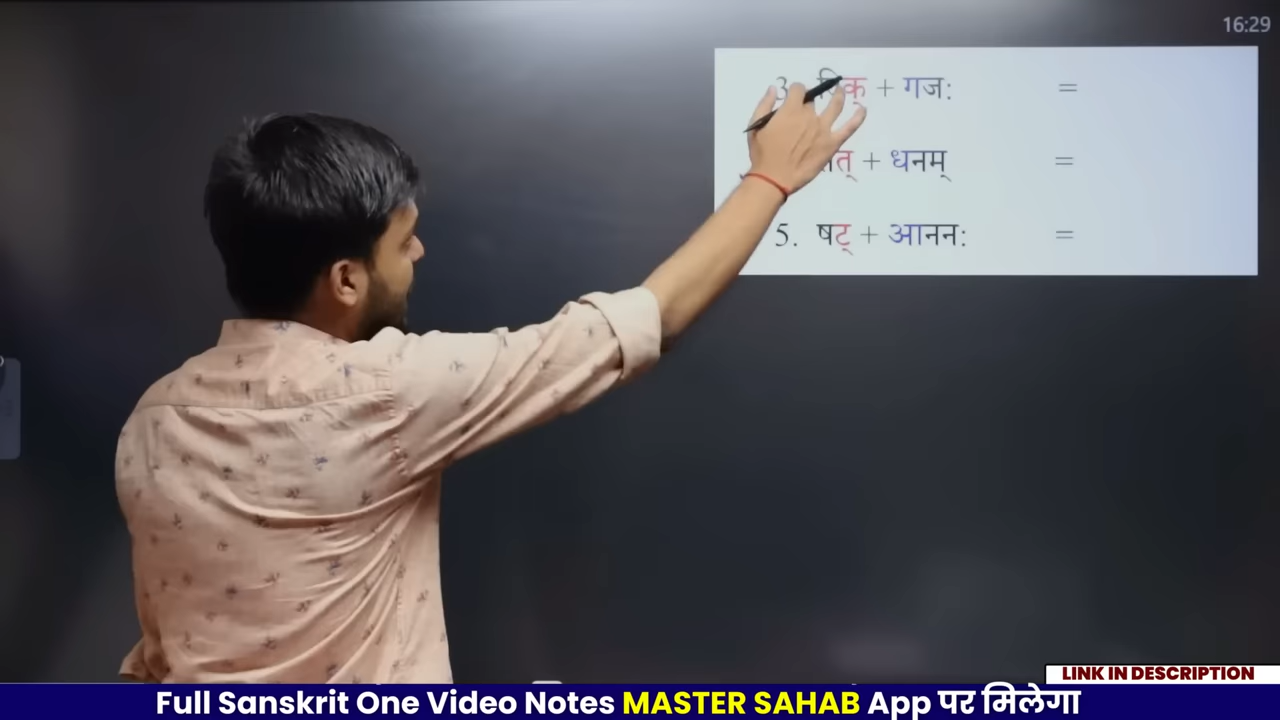 16:29
3. क् + गज: =
त् + धनम् =
5. षट् + आनन: =
LINK IN DESCRIPTION
Full Sanskrit One Video Notes MASTER SAHAB App पर मिलेगा